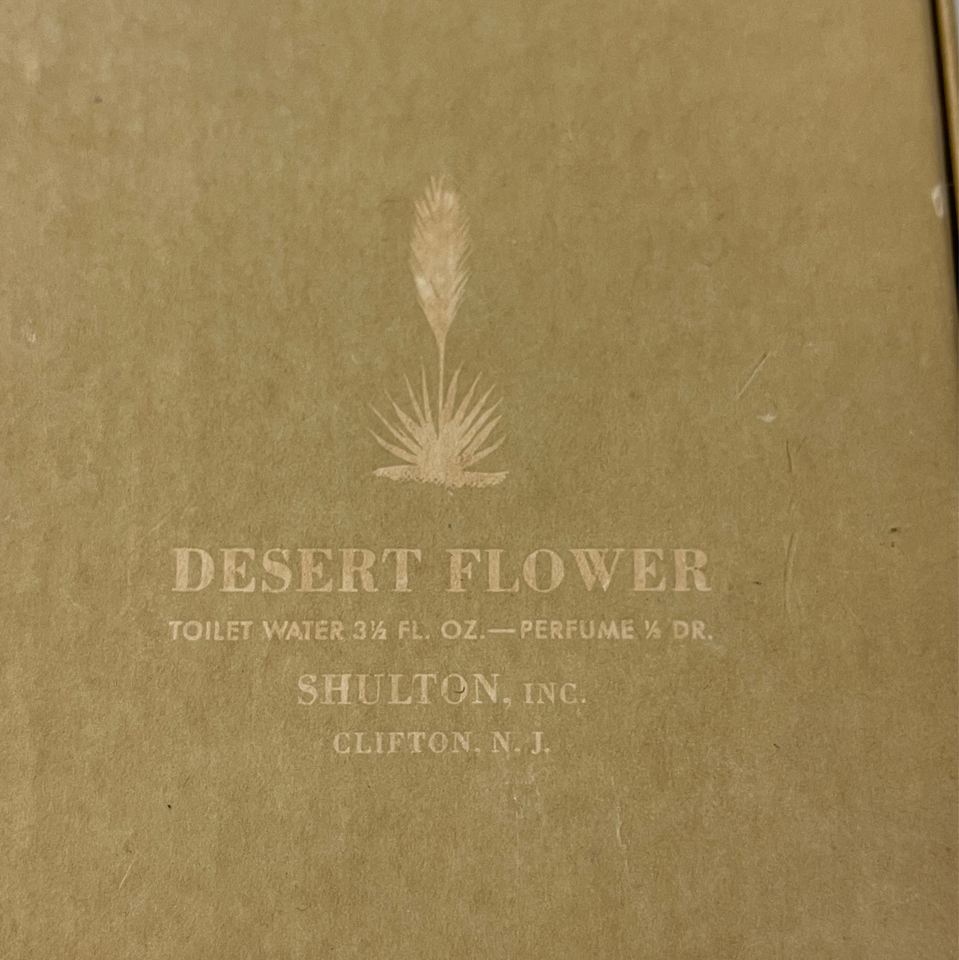 DESERT FLOWER
TOILET WATER 3½ FL. OZ.—PERFUME ½ DR.
SHULTON, INC.
CLIFTON, N. J.